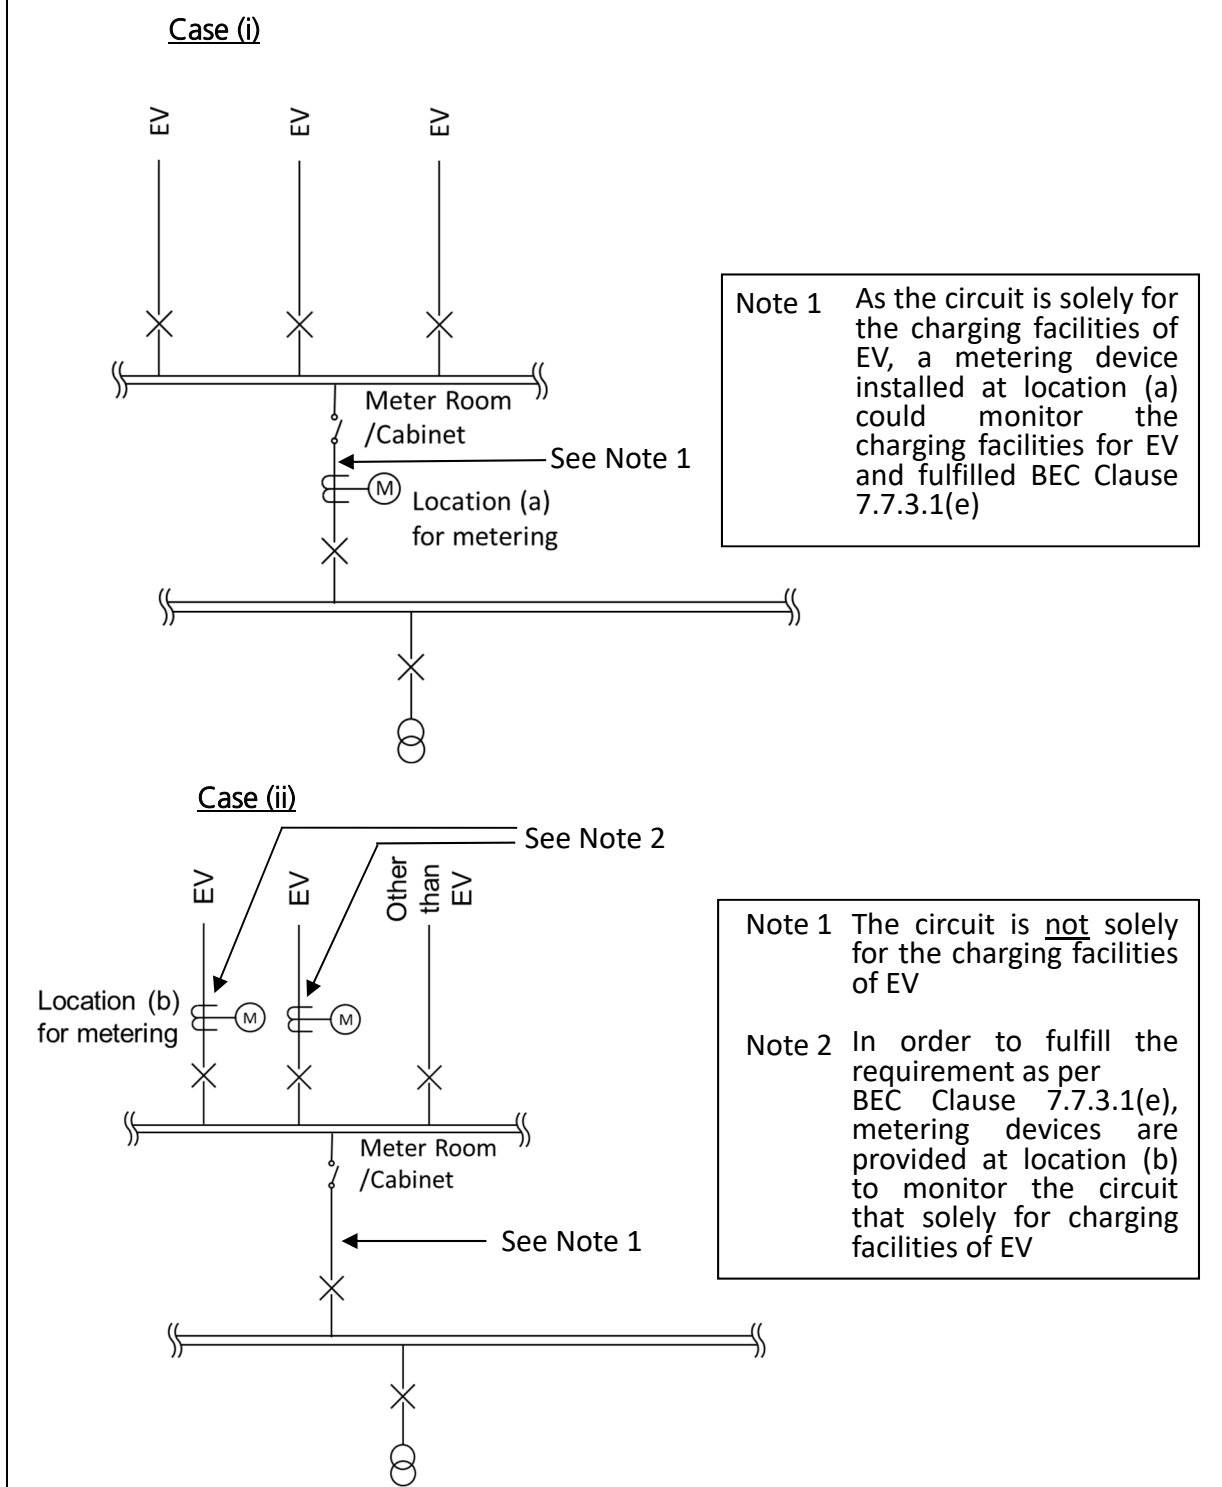 Case (i)
EV
EV
EV
Meter Room
/Cabinet
See Note 1
M
Location (a)
for metering
Note 1
As the circuit is solely for
the charging facilities of
EV, a metering device
installed at location (a)
could monitor the
charging facilities for EV
and fulfilled BEC Clause
7.7.3.1(e)
Case (ii)
See Note 2
EV
EV
Other
than
EV
Location (b)
for metering
M
M
Meter Room
/Cabinet
See Note 1
Note 1 The circuit is not solely
for the charging facilities
of EV
Note 2 In order to fulfill the
requirement as per
BEC Clause 7.7.3.1(e),
metering devices are
provided at location (b)
to monitor the circuit
that solely for charging
facilities of EV